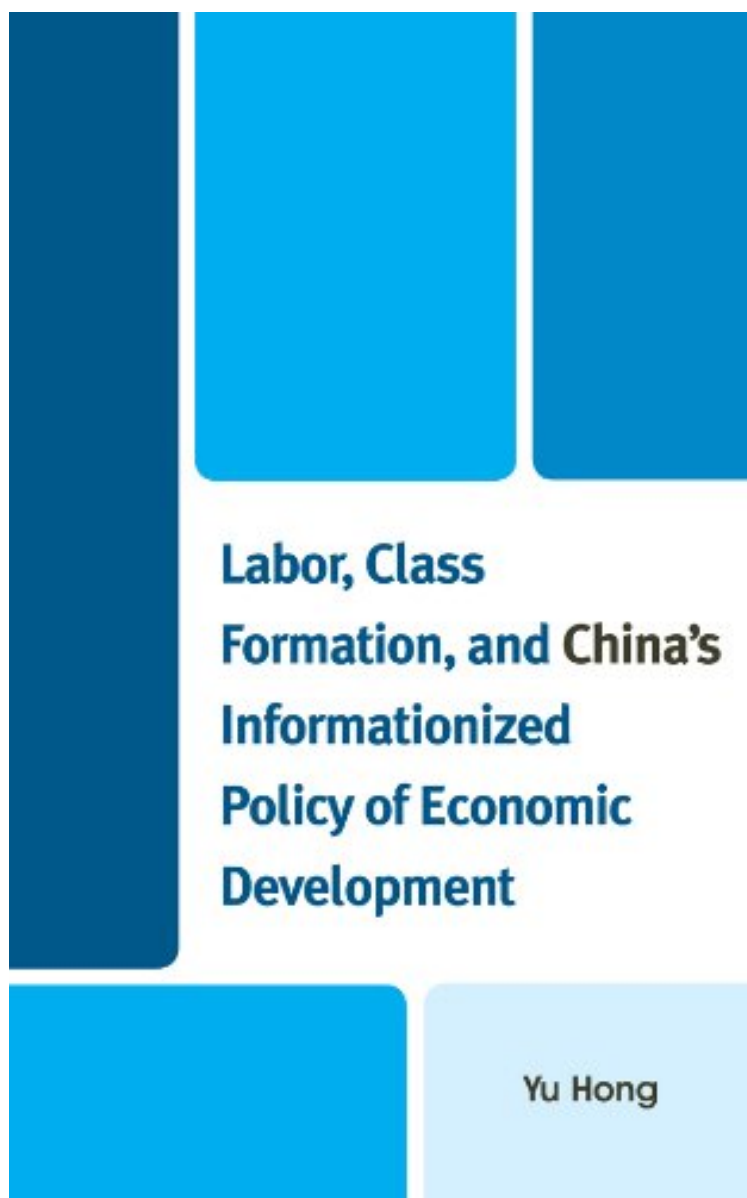 Labor, Class
Formation, and China's
Informationized
Policy of Economic
Development
Yu Hong